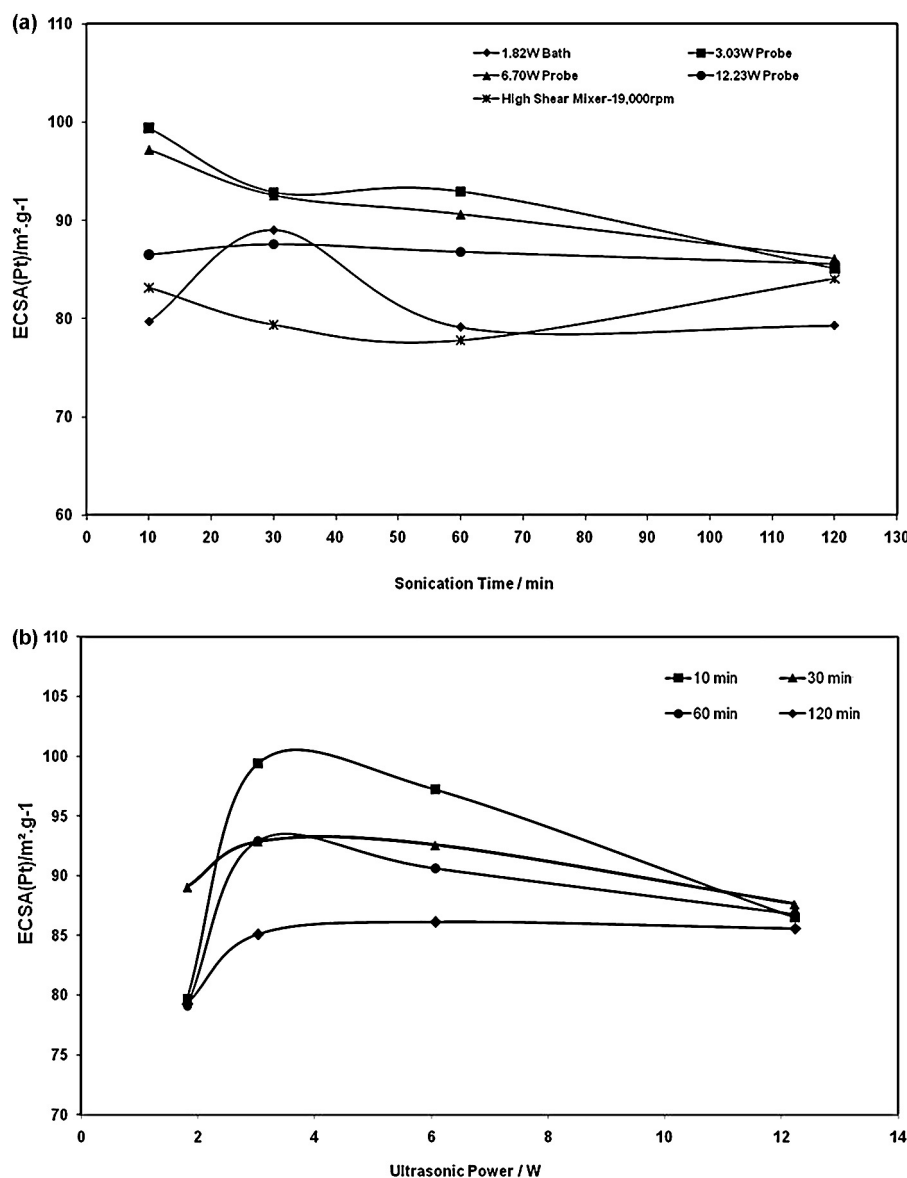 (a)
110
100
90
80
70
60
ECSA(Pt)/m².g-1
1.82W Bath 3.03W Probe
6.70W Probe 12.23W Probe
High Shear Mixer-19,000rpm
0 10 20 30 40 50 60 70 80 90 100 110 120 130
Sonication Time / min
(b)
110
105
100
95
90
85
80
75
70
ECSA(Pt)/m².g-1
10 min 30 min
60 min 120 min
0 2 4 6 8 10 12 14
Ultrasonic Power / W